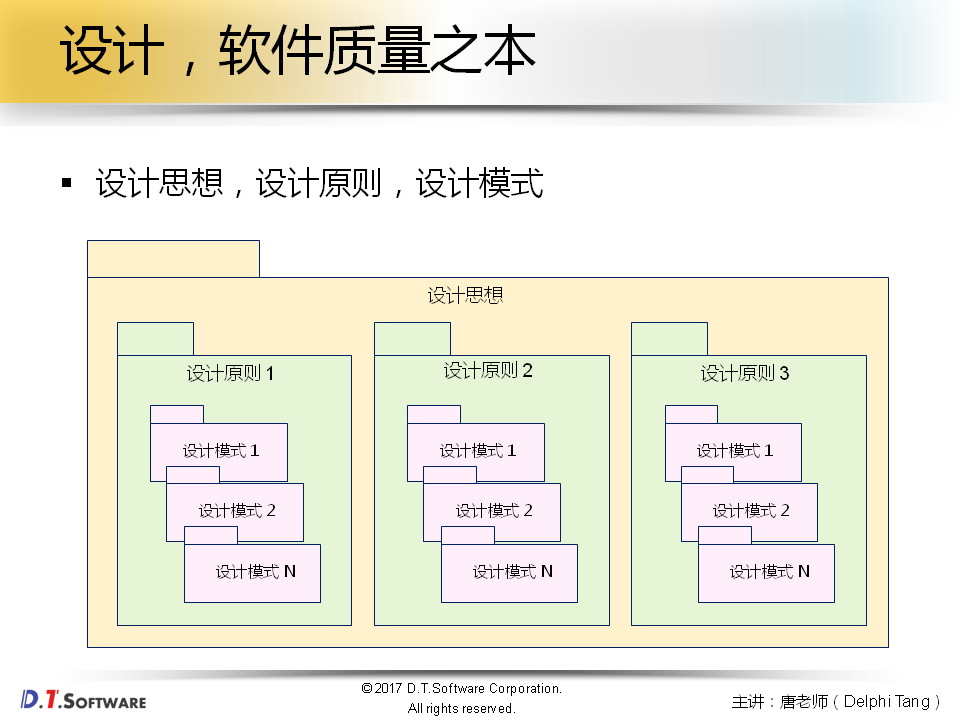 设计，软件质量之本
▪ 设计思想，设计原则，设计模式
设计思想
设计原则 1
设计模式 1
设计模式 2
设计模式 N
设计原则 2
设计模式 1
设计模式 2
设计模式 N
设计原则 3
设计模式 1
设计模式 2
设计模式 N
D.T.SOFTWARE
©2017 D.T.Software Corporation.
All rights reserved.
主讲：唐老师（Delphi Tang）